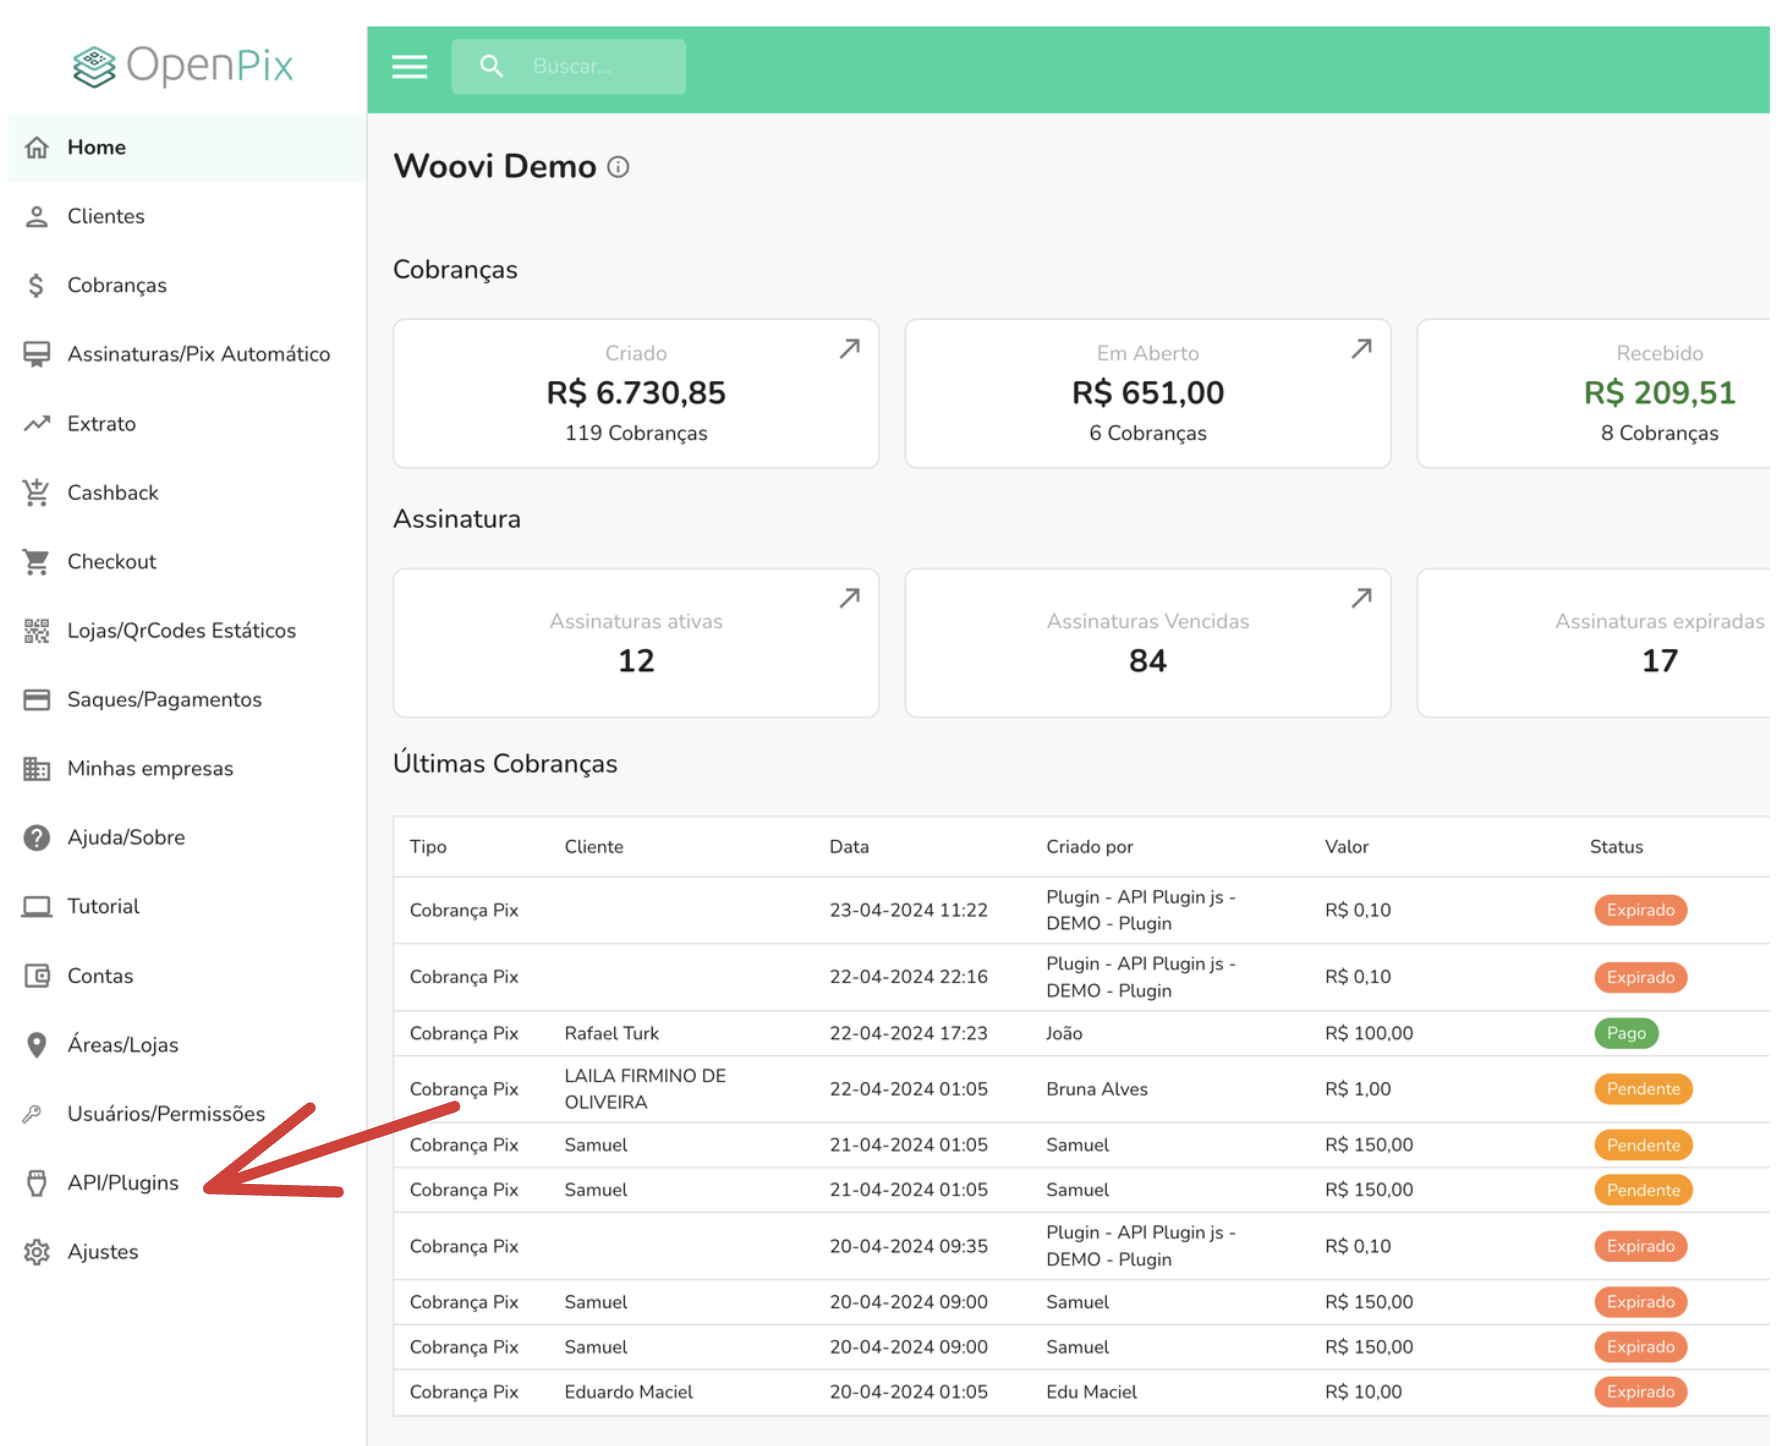 OpenPix
Buscar...
Home
Clientes
Cobranças
Assinaturas/Pix Automático
Extrato
Cashback
Checkout
Lojas/QrCodes Estáticos
Saques/Pagamentos
Minhas empresas
Ajuda/Sobre
Tutorial
Contas
Áreas/Lojas
Usuários/Permissões
API/Plugins
Ajustes
Woovi Demo
Cobranças
Criado
R$ 6.730,85
119 Cobranças
Em Aberto
R$ 651,00
6 Cobranças
Recebido
R$ 209,51
8 Cobranças
Assinatura
Assinaturas ativas
12
Assinaturas Vencidas
84
Assinaturas expiradas
17
Últimas Cobranças
Tipo Cliente Data Criado por Valor Status
Cobrança Pix 23-04-2024 11:22 Plugin - API Plugin js - R$ 0,10 Expirado
DEMO - Plugin
Cobrança Pix 22-04-2024 22:16 Plugin - API Plugin js - R$ 0,10 Expirado
DEMO - Plugin
Cobrança Pix Rafael Turk 22-04-2024 17:23 João R$ 100,00 Pago
Cobrança Pix LAILA FIRMINO DE 22-04-2024 01:05 Bruna Alves R$ 1,00 Pendente
OLIVEIRA
Cobrança Pix Samuel 21-04-2024 01:05 Samuel R$ 150,00 Pendente
Cobrança Pix Samuel 21-04-2024 01:05 Samuel R$ 150,00 Pendente
Cobrança Pix 20-04-2024 09:35 Plugin - API Plugin js - R$ 0,10 Expirado
DEMO - Plugin
Cobrança Pix Samuel 20-04-2024 09:00 Samuel R$ 150,00 Expirado
Cobrança Pix Samuel 20-04-2024 09:00 Samuel R$ 150,00 Expirado
Cobrança Pix Eduardo Maciel 20-04-2024 01:05 Edu Maciel R$ 10,00 Expirado